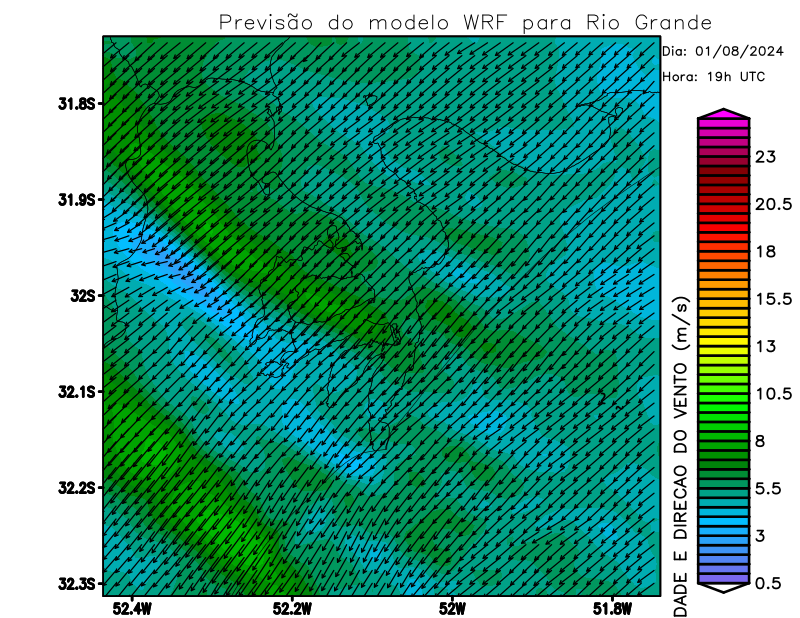 Previsão do modelo WRF para Rio Grande
Dia: 01/08/2024
Hora: 19h UTC
31.8S
31.9S
32S
32.1S
32.2S
32.3S
52.4W
52.2W
52W
51.8W
23
20.5
18
15.5
13
10.5
8
5.5
3
0.5
DADE E DIRECAO DO VENTO (m/s)